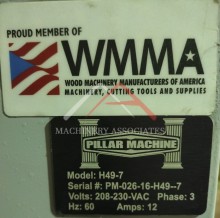 PROUD MEMBER OF
WMMA
WOOD MACHINERY MANUFACTURERS OF AMERICA
MACHINERY, CUTTING TOOLS AND SUPPLIES
MACHINERY ASSOCIATES
PILLAR MACHINE
Model: H49-7
Serial #: PM-026-16-H49--7
Volts: 208-230-VAC Phase: 3
Hz: 60 Amps: 12